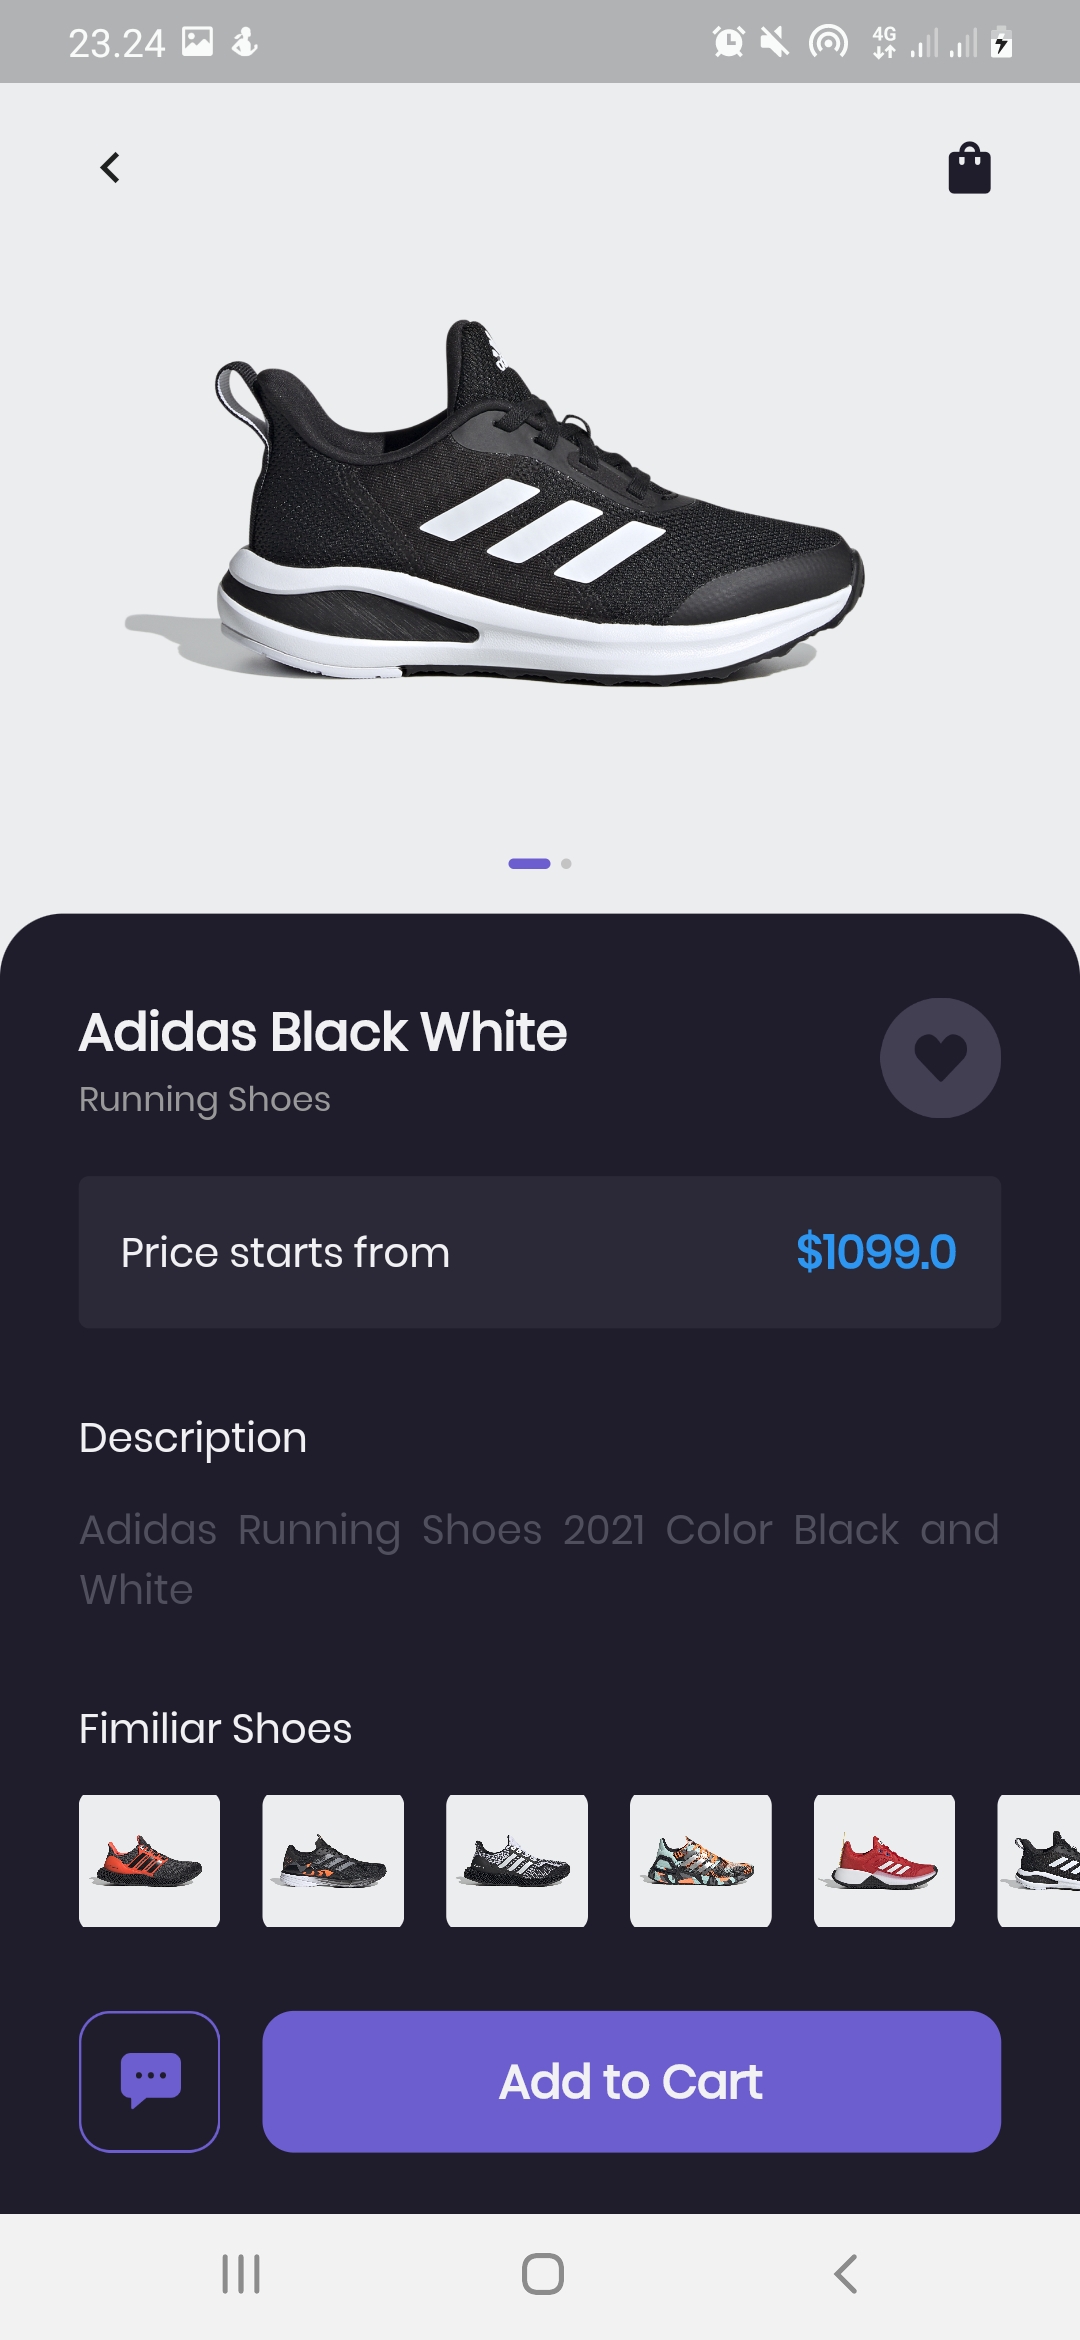 23.24
4G
Adidas Black White
Running Shoes
Price starts from $1099.0
Description
Adidas Running Shoes 2021 Color Black and
White
Fimiliar Shoes
Add to Cart